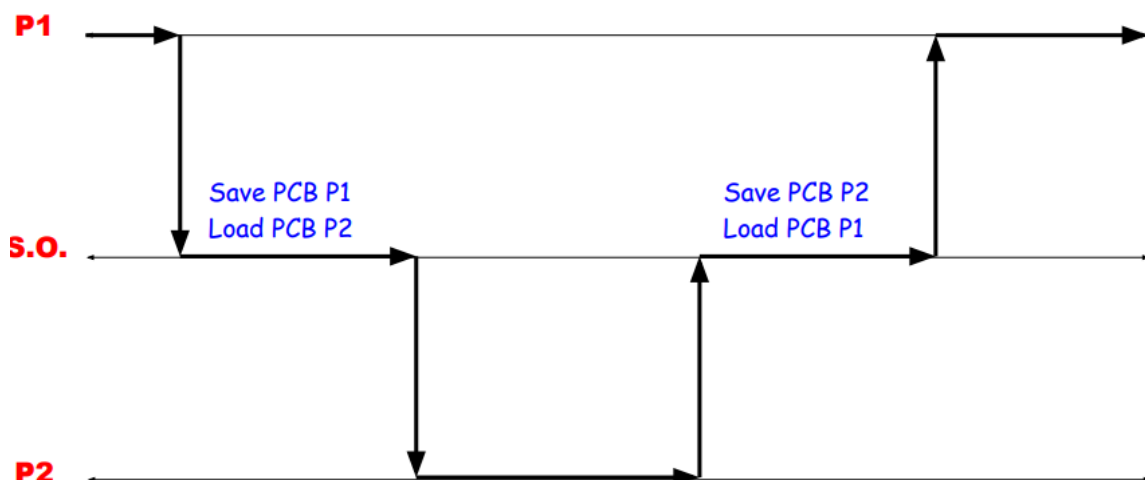 P1
Save PCB P1
Load PCB P2
Save PCB P2
Load PCB P1
S.O.
P2